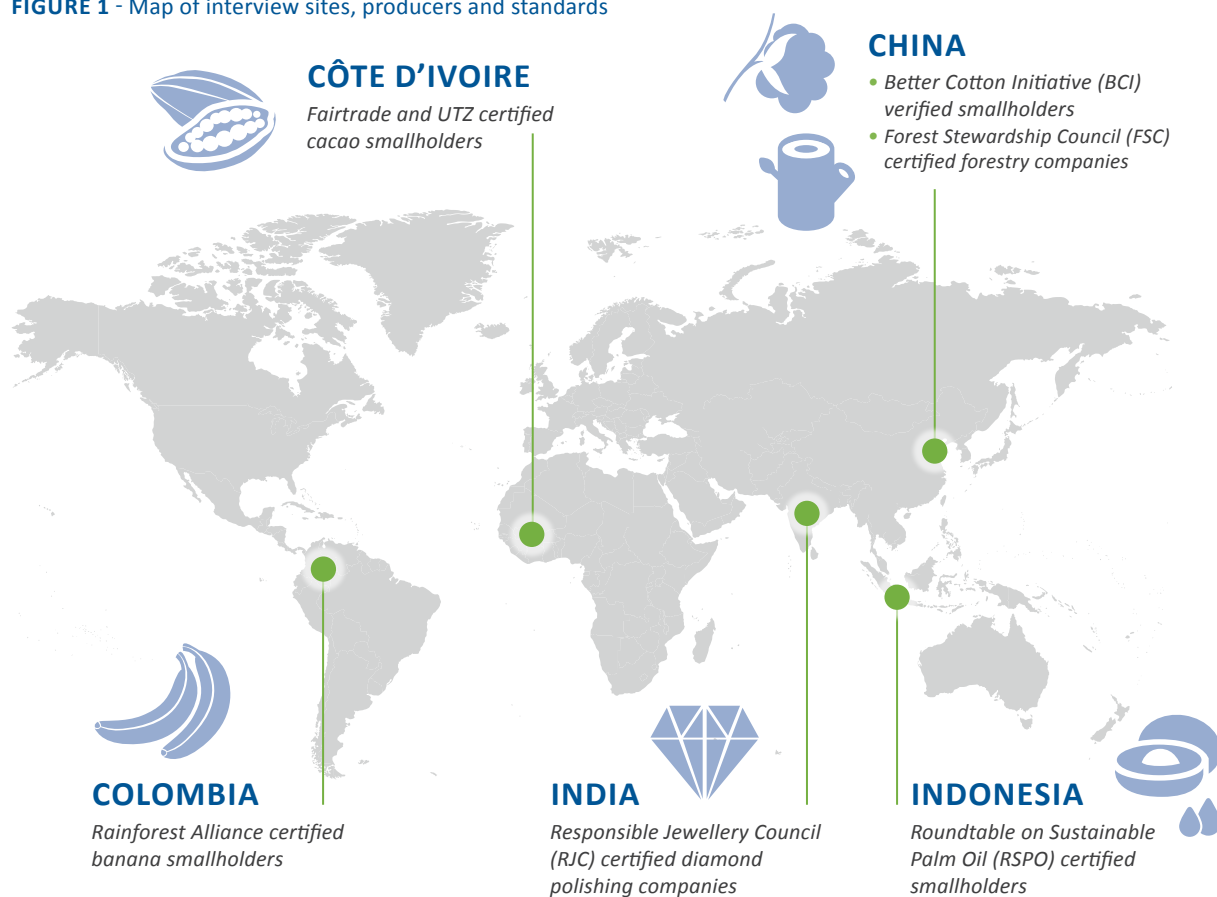 FIGURE 1 - Map of interview sites, producers and standards
CÔTE D'IVOIRE
Fairtrade and UTZ certified
cacao smallholders
CHINA
• Better Cotton Initiative (BCI)
verified smallholders
• Forest Stewardship Council (FSC)
certified forestry companies
COLOMBIA
Rainforest Alliance certified
banana smallholders
INDIA
Responsible Jewellery Council
(RJC) certified diamond
polishing companies
INDONESIA
Roundtable on Sustainable
Palm Oil (RSPO) certified
smallholders